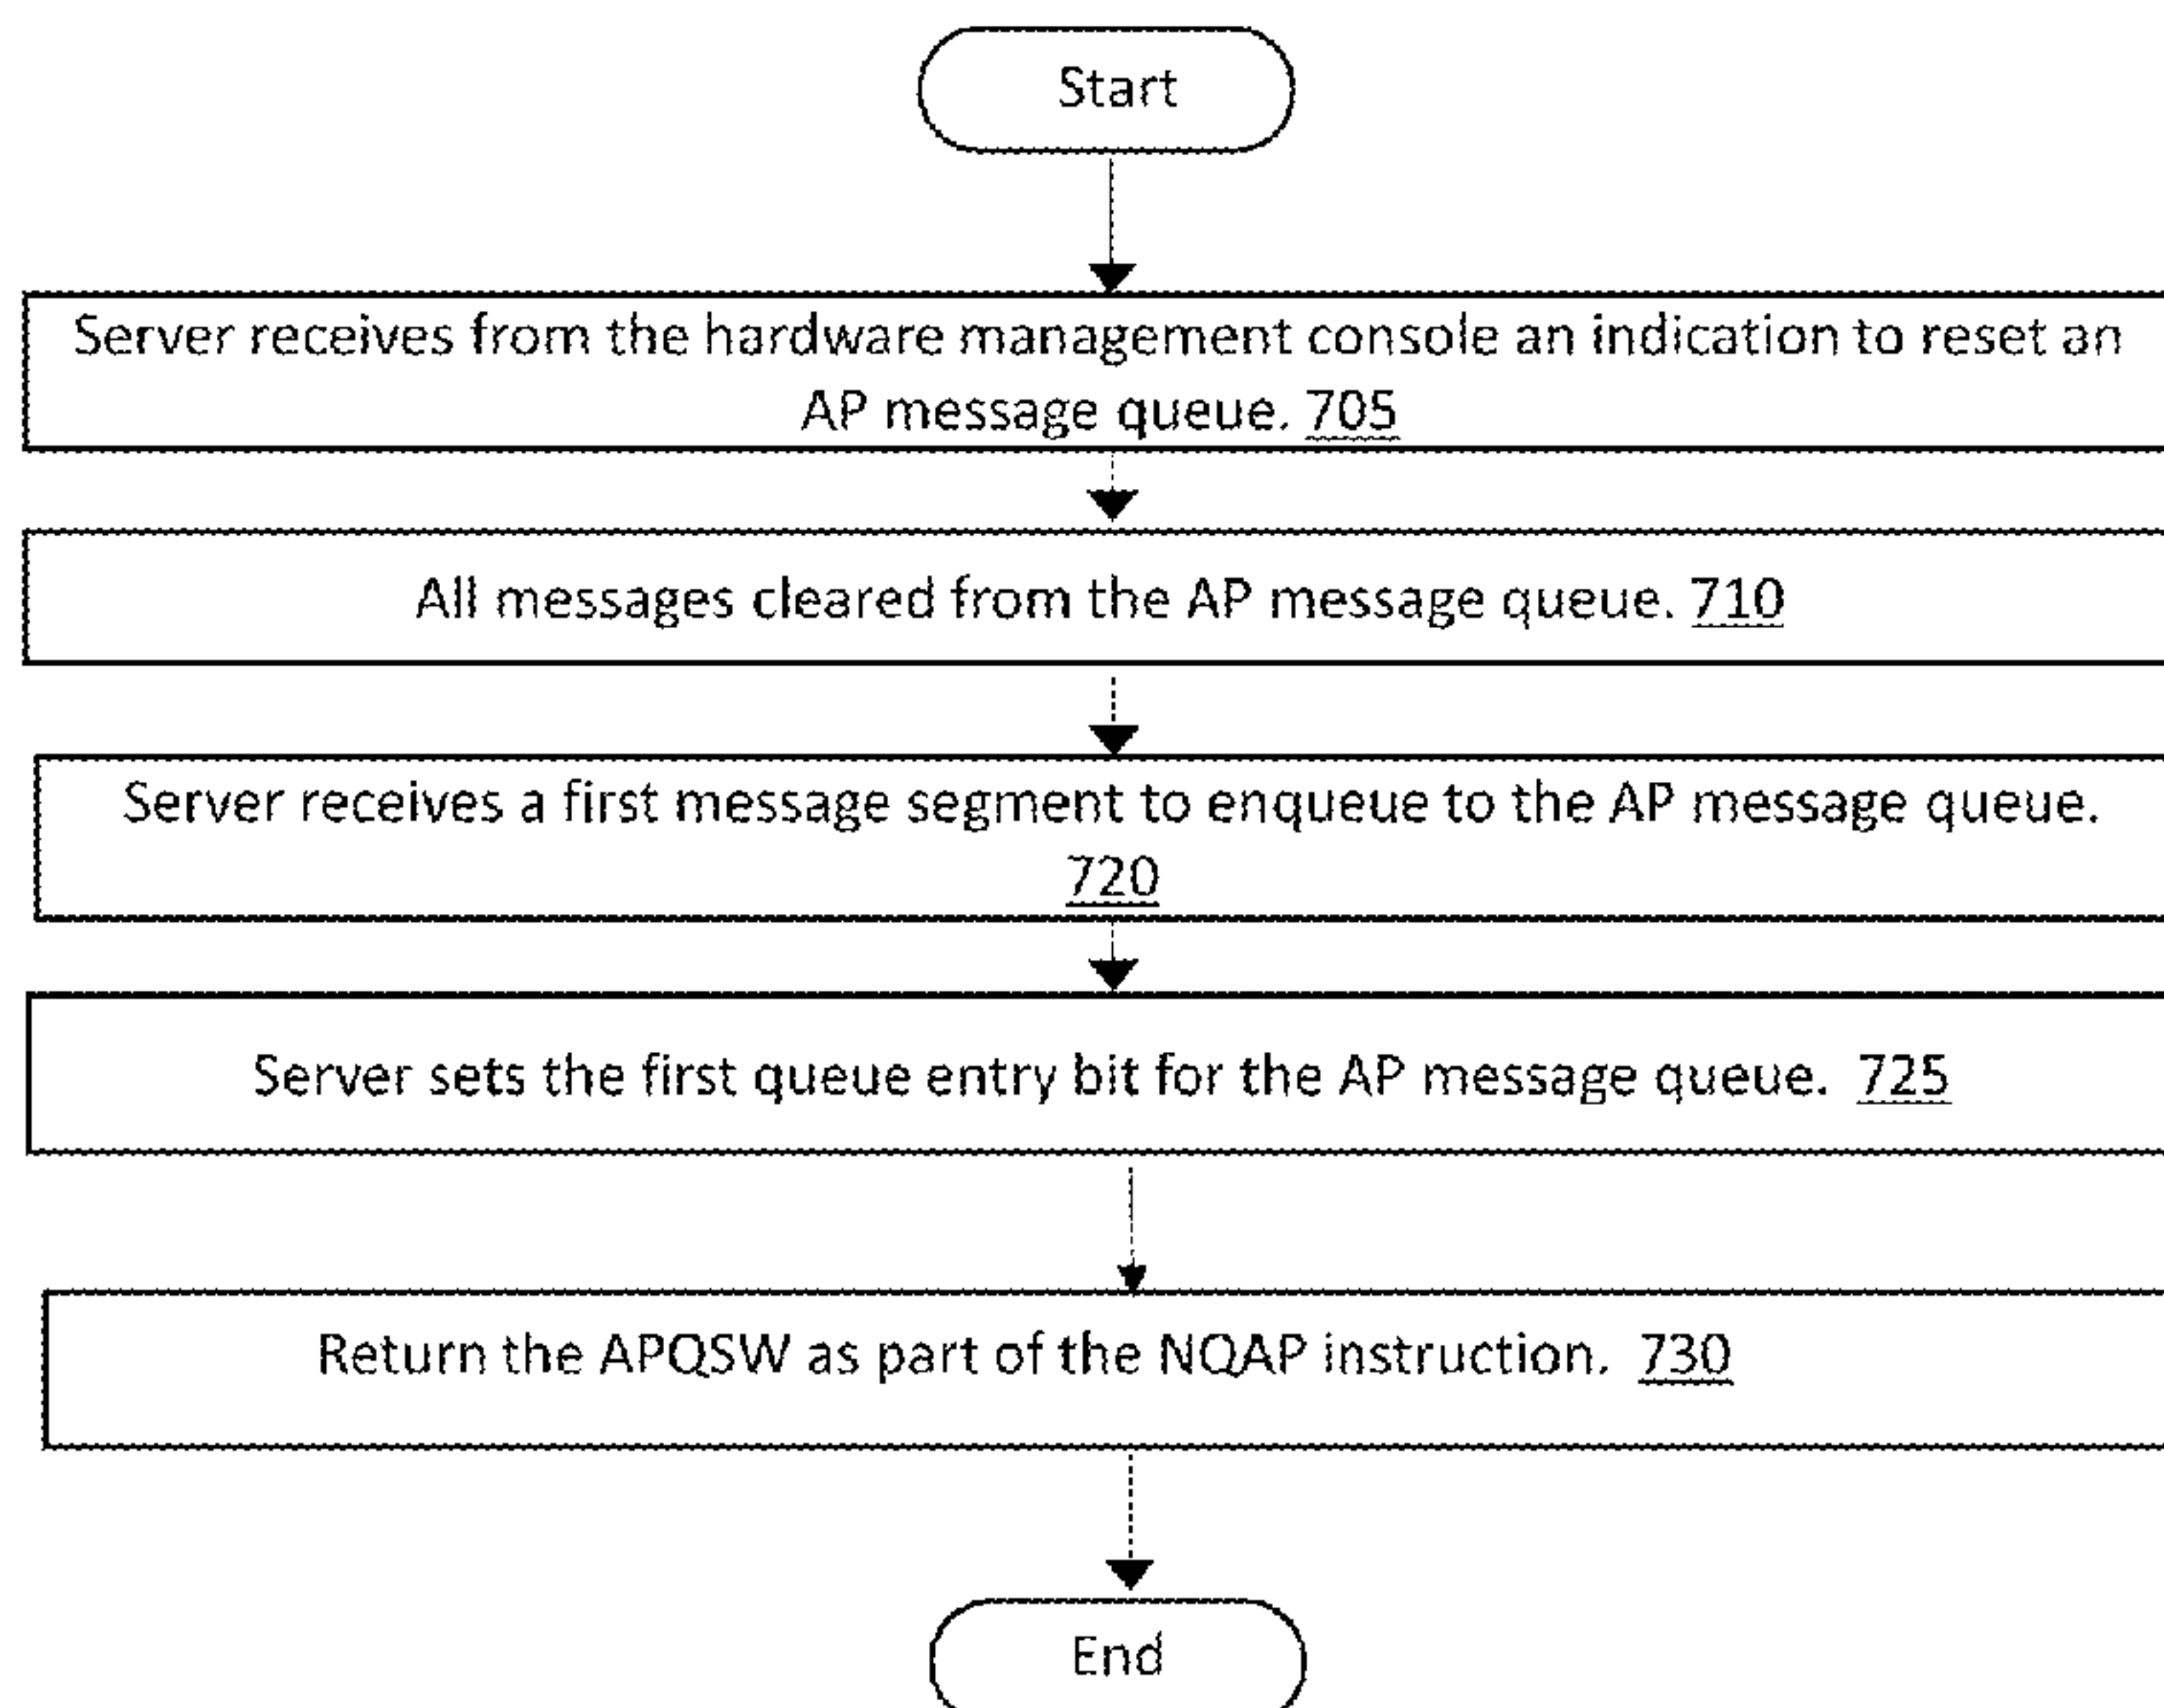 Start
Server receives from the hardware management console an indication to reset an
AP message queue. 705
All messages cleared from the AP message queue. 710
Server receives a first message segment to enqueue to the AP message queue.
720
Server sets the first queue entry bit for the AP message queue. 725
Return the APQSW as part of the NQAP instruction. 730
End